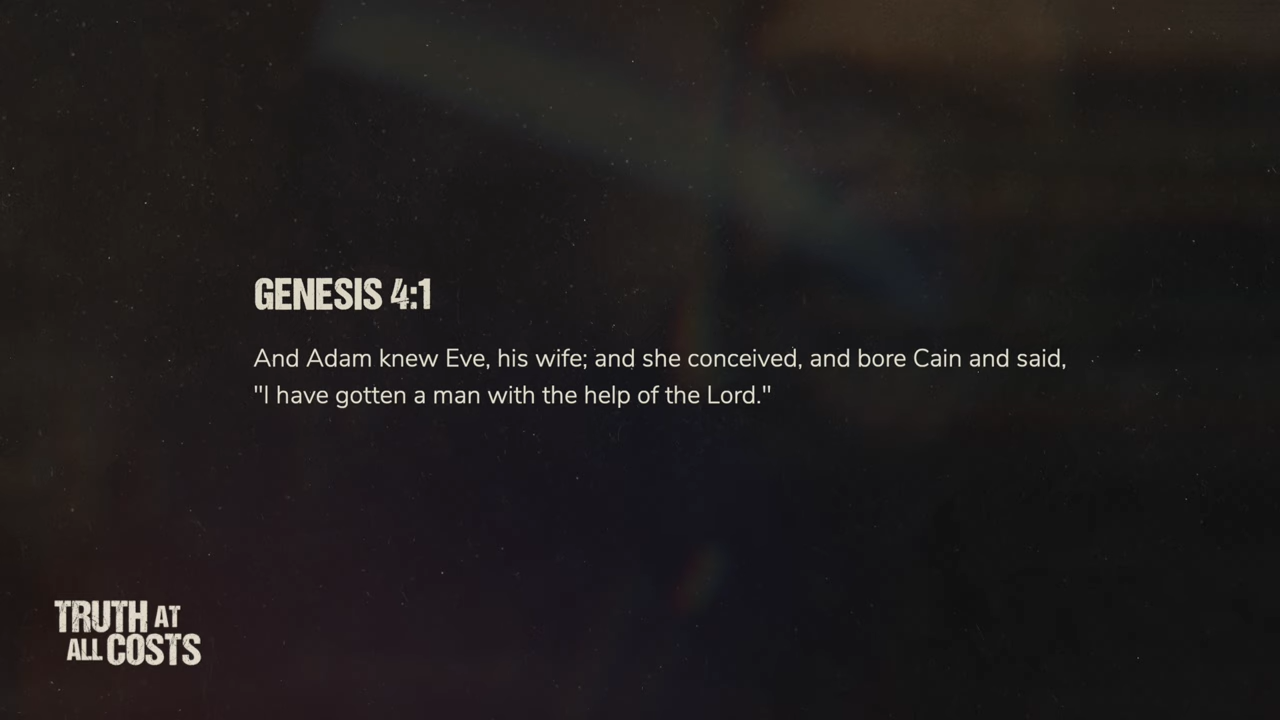 GENESIS 4:1
And Adam knew Eve, his wife; and she conceived, and bore Cain and said,
"I have gotten a man with the help of the Lord."
TRUTH AT
ALL COSTS